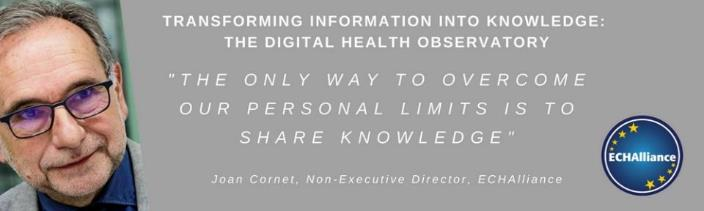 TRANSFORMING INFORMATION INTO KNOWLEDGE:
THE DIGITAL HEALTH OBSERVATORY
"THE ONLY WAY TO OVERCOME
OUR PERSONAL LIMITS IS TO
SHARE KNOWLEDGE"
ECHAlliance
Joan Cornet, Non-Executive Director, ECHAlliance